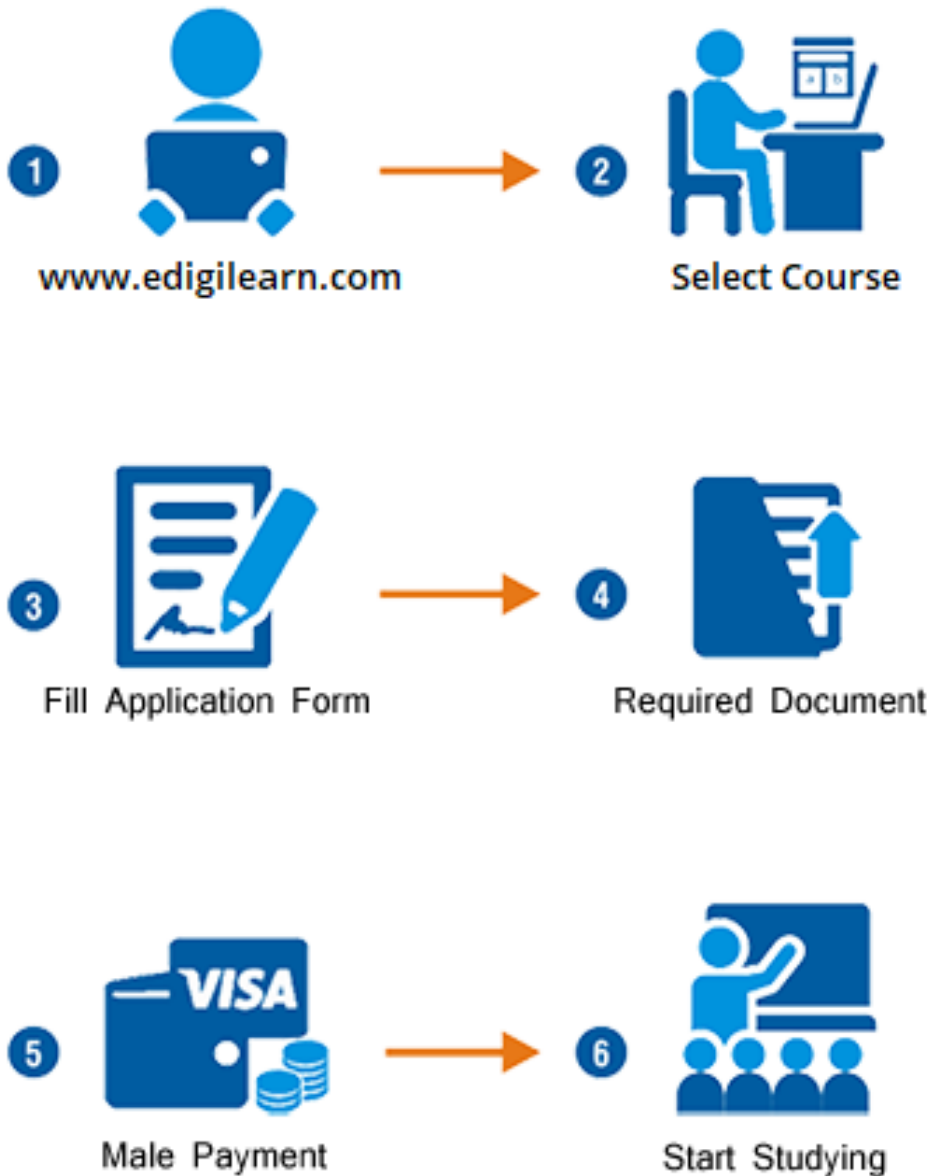 1
www.edigilearn.com
2
a b
Select Course
3
Fill Application Form
4
Required Document
5
VISA
Male Payment
6
Start Studying